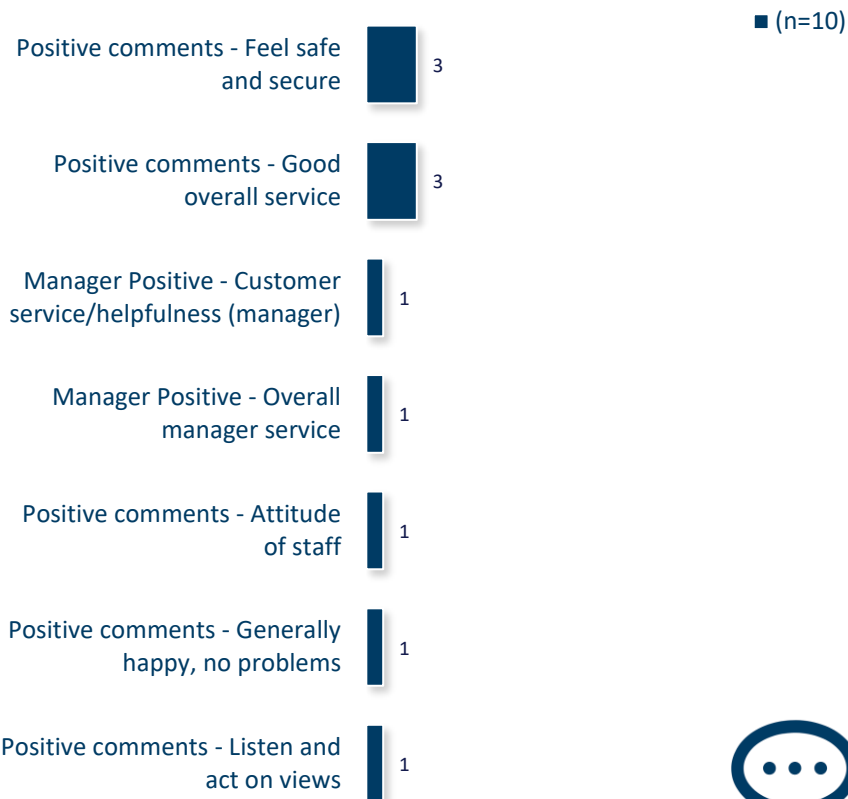 (n=10)
Positive comments - Feel safe
and secure
3
Positive comments - Good
overall service
3
Manager Positive - Customer
service/helpfulness (manager)
1
Manager Positive - Overall
manager service
1
Positive comments - Attitude
of staff
1
Positive comments - Generally
happy, no problems
1
Positive comments - Listen and
act on views
1